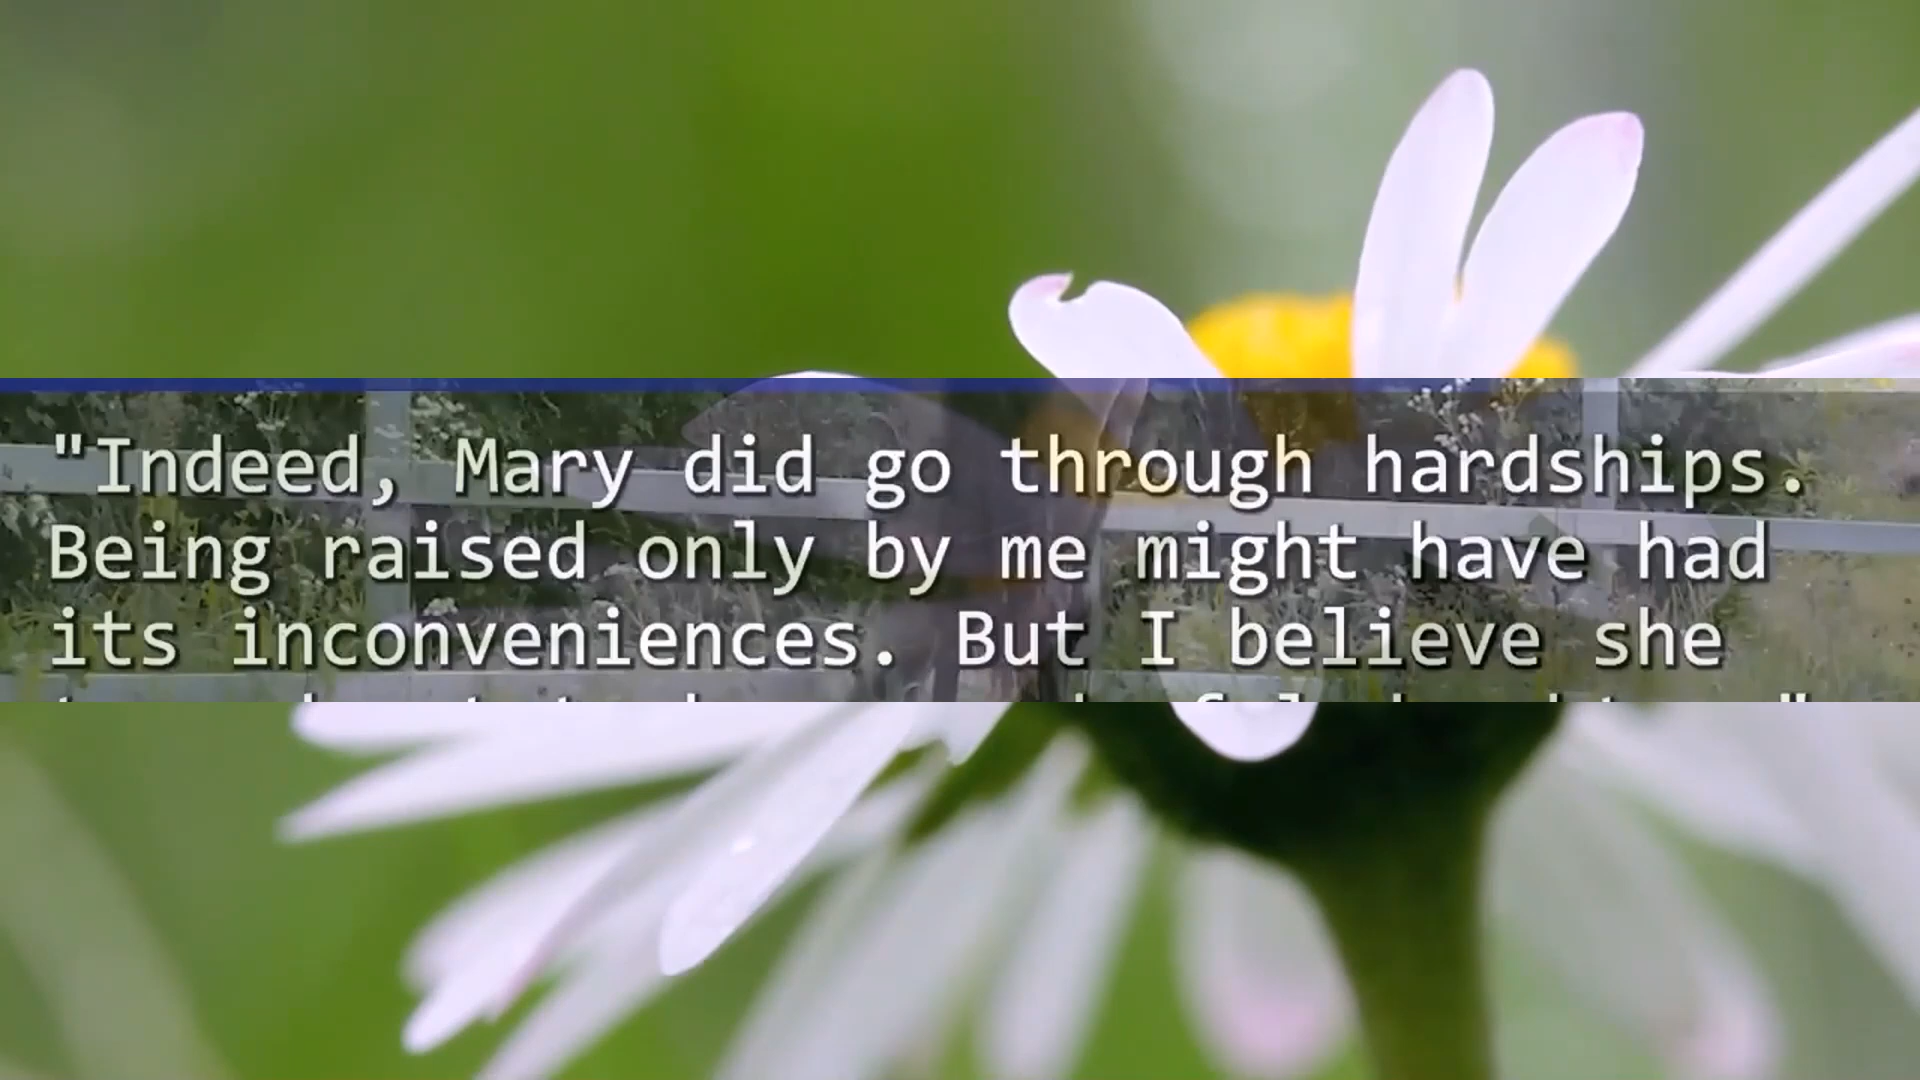 "Indeed, Mary did go through hardships.
Being raised only by me might have had
its inconveniences. But I believe she